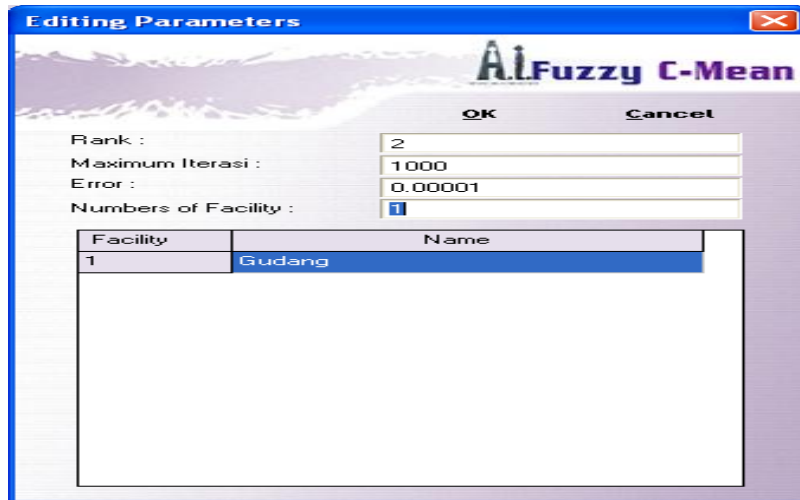 Editing Parameters
A.I.Fuzzy C-Mean
OK Cancel
Rank : 2
Maximum Iterasi : 1000
Error : 0.00001
Numbers of Facility : 1
Facility Name
1 Gudang